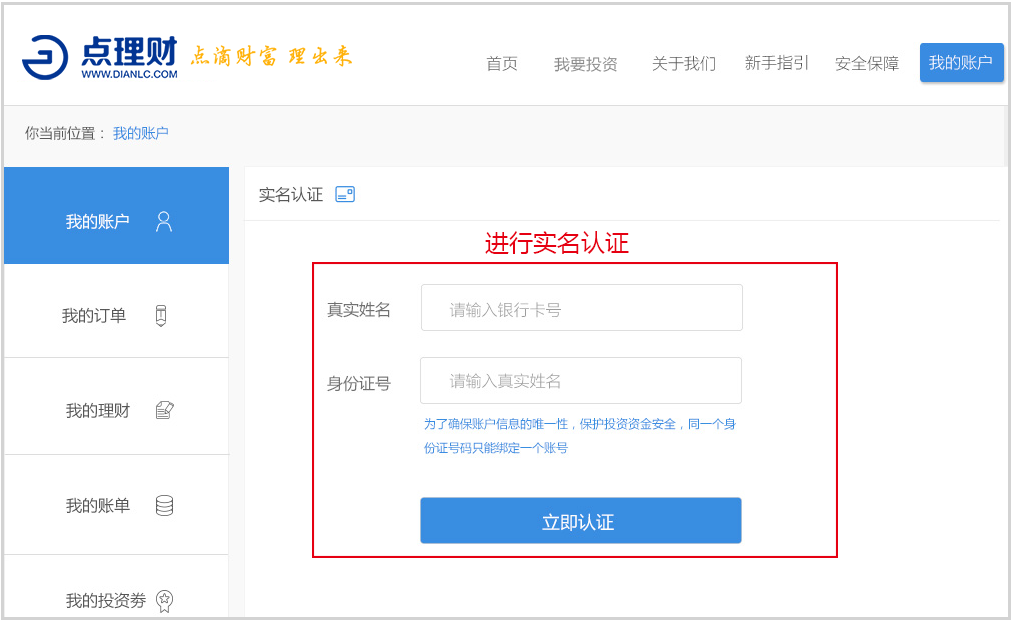 点理财 点滴财富 理出来
WWW.DIANLC.COM
首页 我要投资 关于我们 新手指引 安全保障 我的账户
你当前位置： 我的账户
我的账户
我的订单
我的理财
我的账单
我的投资券
实名认证
进行实名认证
真实姓名 请输入银行卡号
身份证号 请输入真实姓名
为了确保账户信息的唯一性，保护投资资金安全，同一个身
份证号码只能绑定一个账号
立即认证